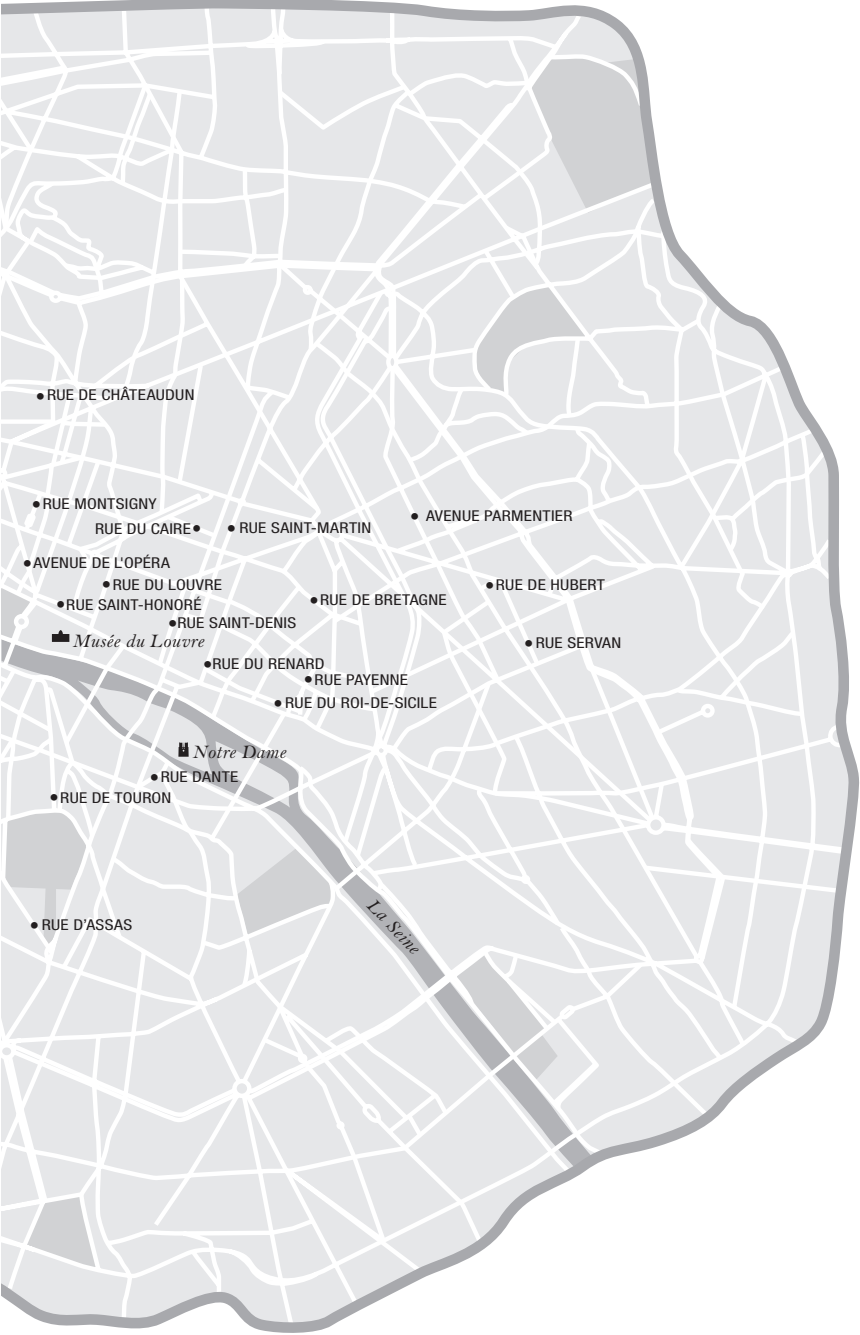 RUE DE CHÂTEAUDUN
RUE MONTSIGNY
AVENUE PARMENTIER
RUE DU CAIRE
RUE SAINT-MARTIN
AVENUE DE L'OPÉRA
RUE DU LOUVRE
RUE DE HUBERT
RUE DE BRETAGNE
RUE SAINT-HONORÉ
RUE SAINT-DENIS
Musée du Louvre
RUE SERVAN
RUE DU RENARD
RUE PAYENNE
RUE DU ROI-DE-SICILE
Notre Dame
RUE DANTE
RUE DE TOURON
RUE D'ASSAS
La Seine